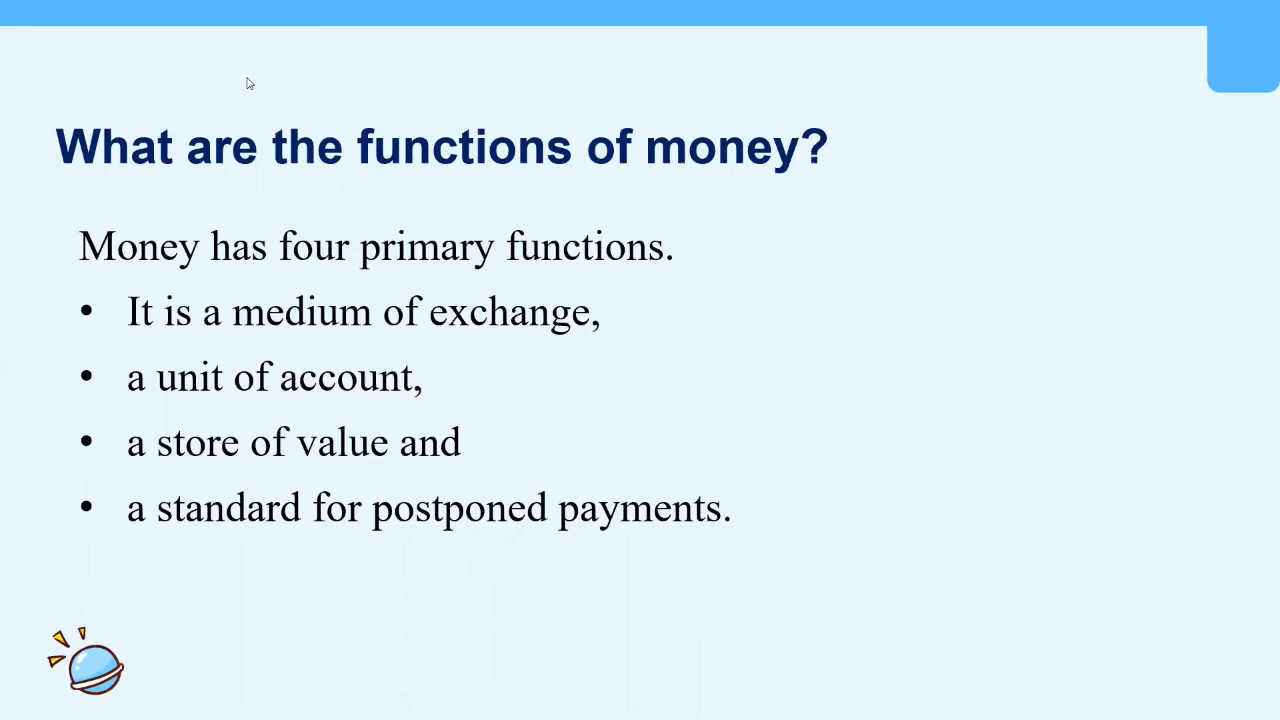 What are the functions of money?
Money has four primary functions.
• It is a medium of exchange,
• a unit of account,
• a store of value and
• a standard for postponed payments.